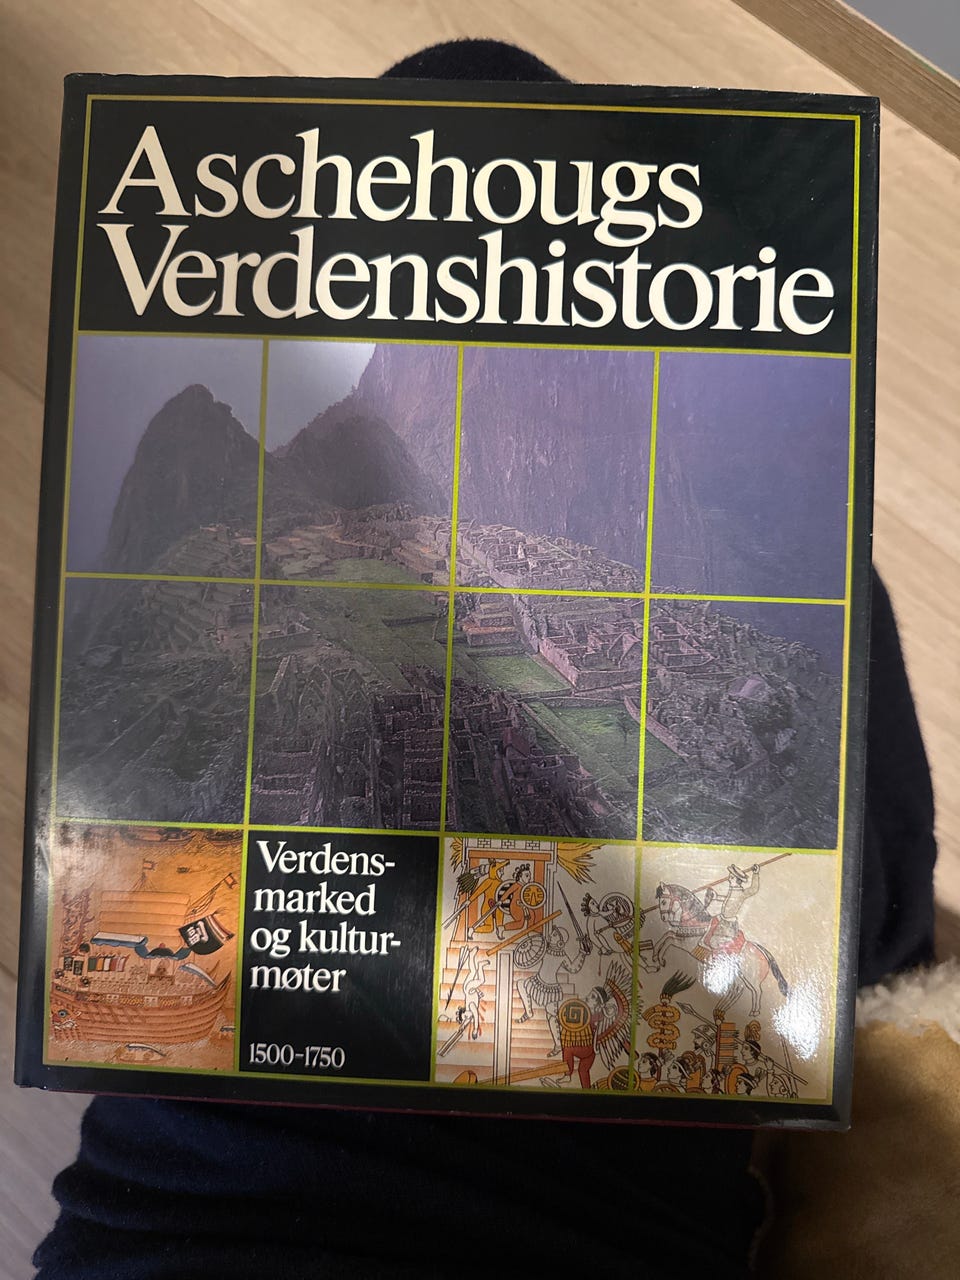 Aschehougs
Verdenshistorie
Verdens-
marked
og kultur-
møter
1500-1750